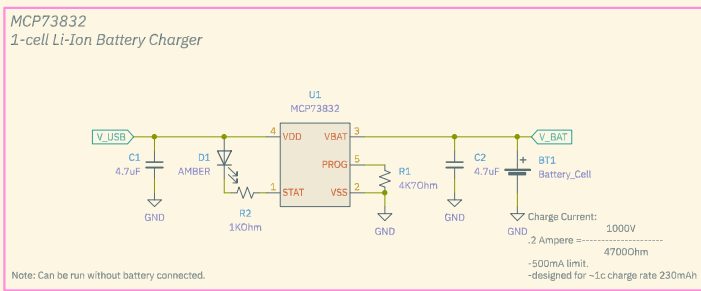 MCP73832
1-cell Li-Ion Battery Charger
U1
MCP73832
V_USB
4
VDD
VBAT
3
V_BAT
C1
4.7uF
D1
AMBER
PROG
5
R1
4K7Ohm
C2
4.7uF
+
BT1
Battery_Cell
1
STAT
VSS
2
R2
1KOhm
GND
GND
GND
GND
Charge Current:
1000V
.2 Ampere =--------------------
4700Ohm
-500mA limit.
-designed for ~1c charge rate 230mAh
Note: Can be run without battery connected.